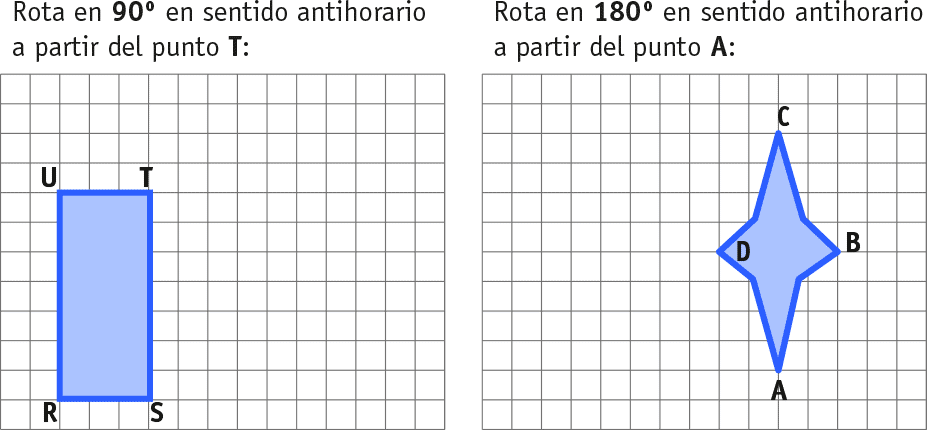 Rota en 90º en sentido antihorario
a partir del punto T:
U T
R S
Rota en 180º en sentido antihorario
a partir del punto A:
C
D B
A